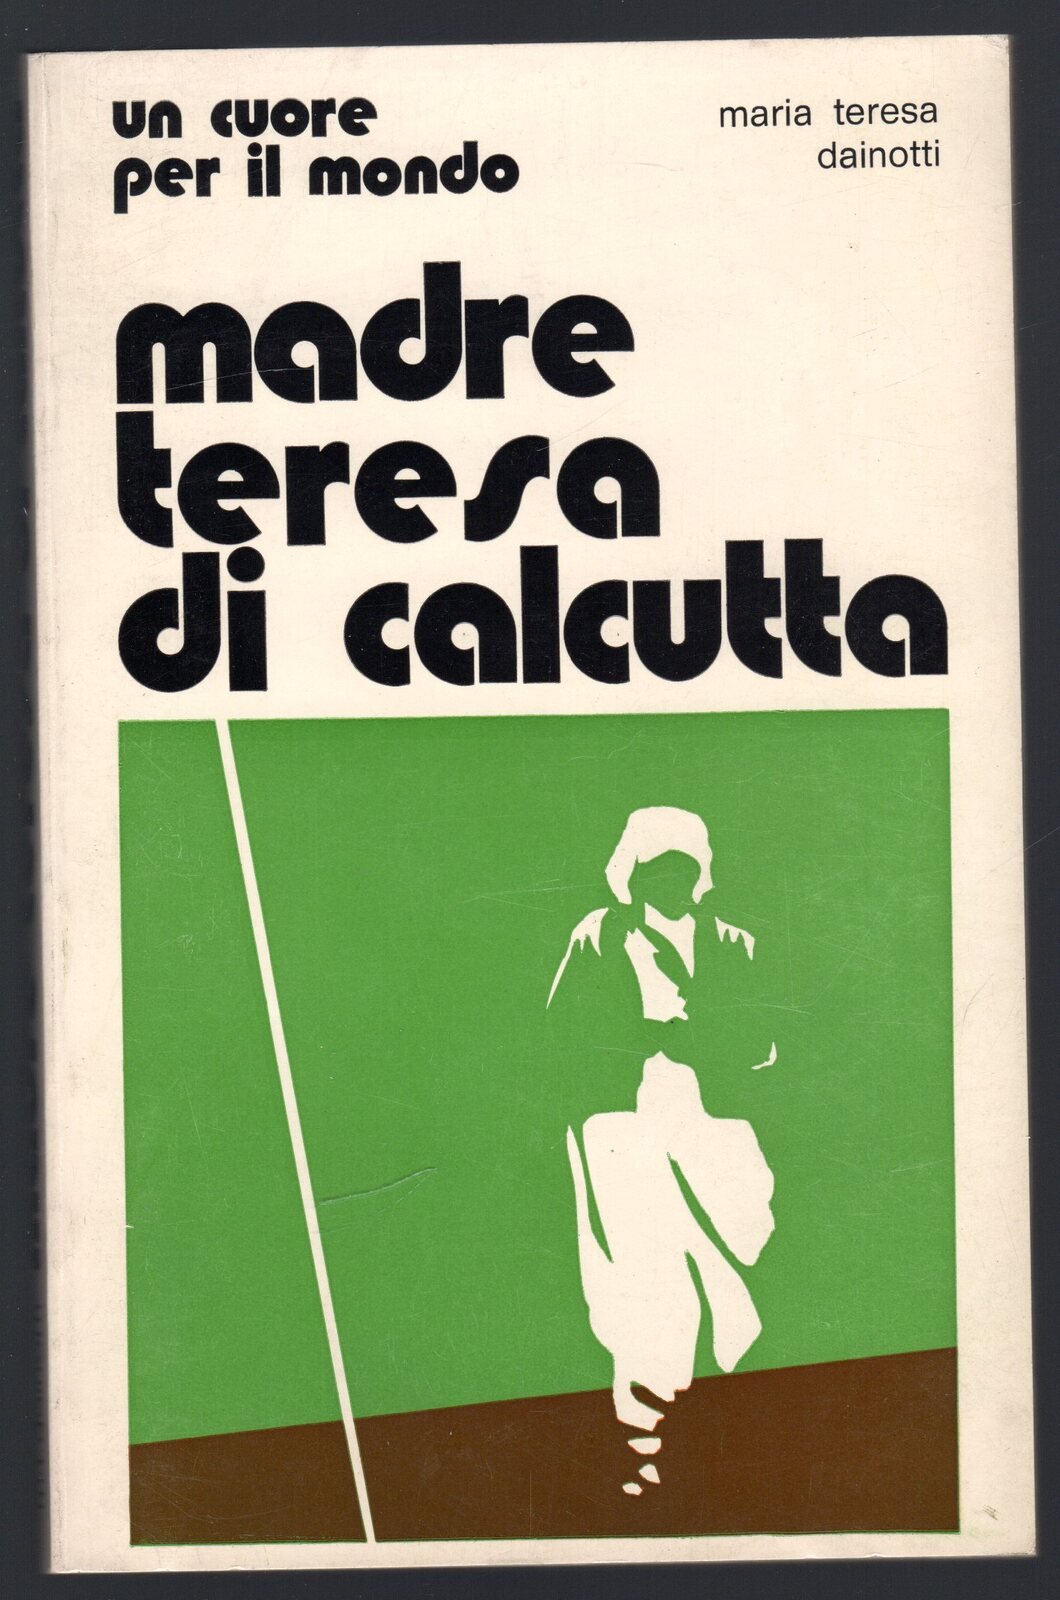 un cuore
per il mondo
maria teresa
dainotti
madre
teresa
di calcutta